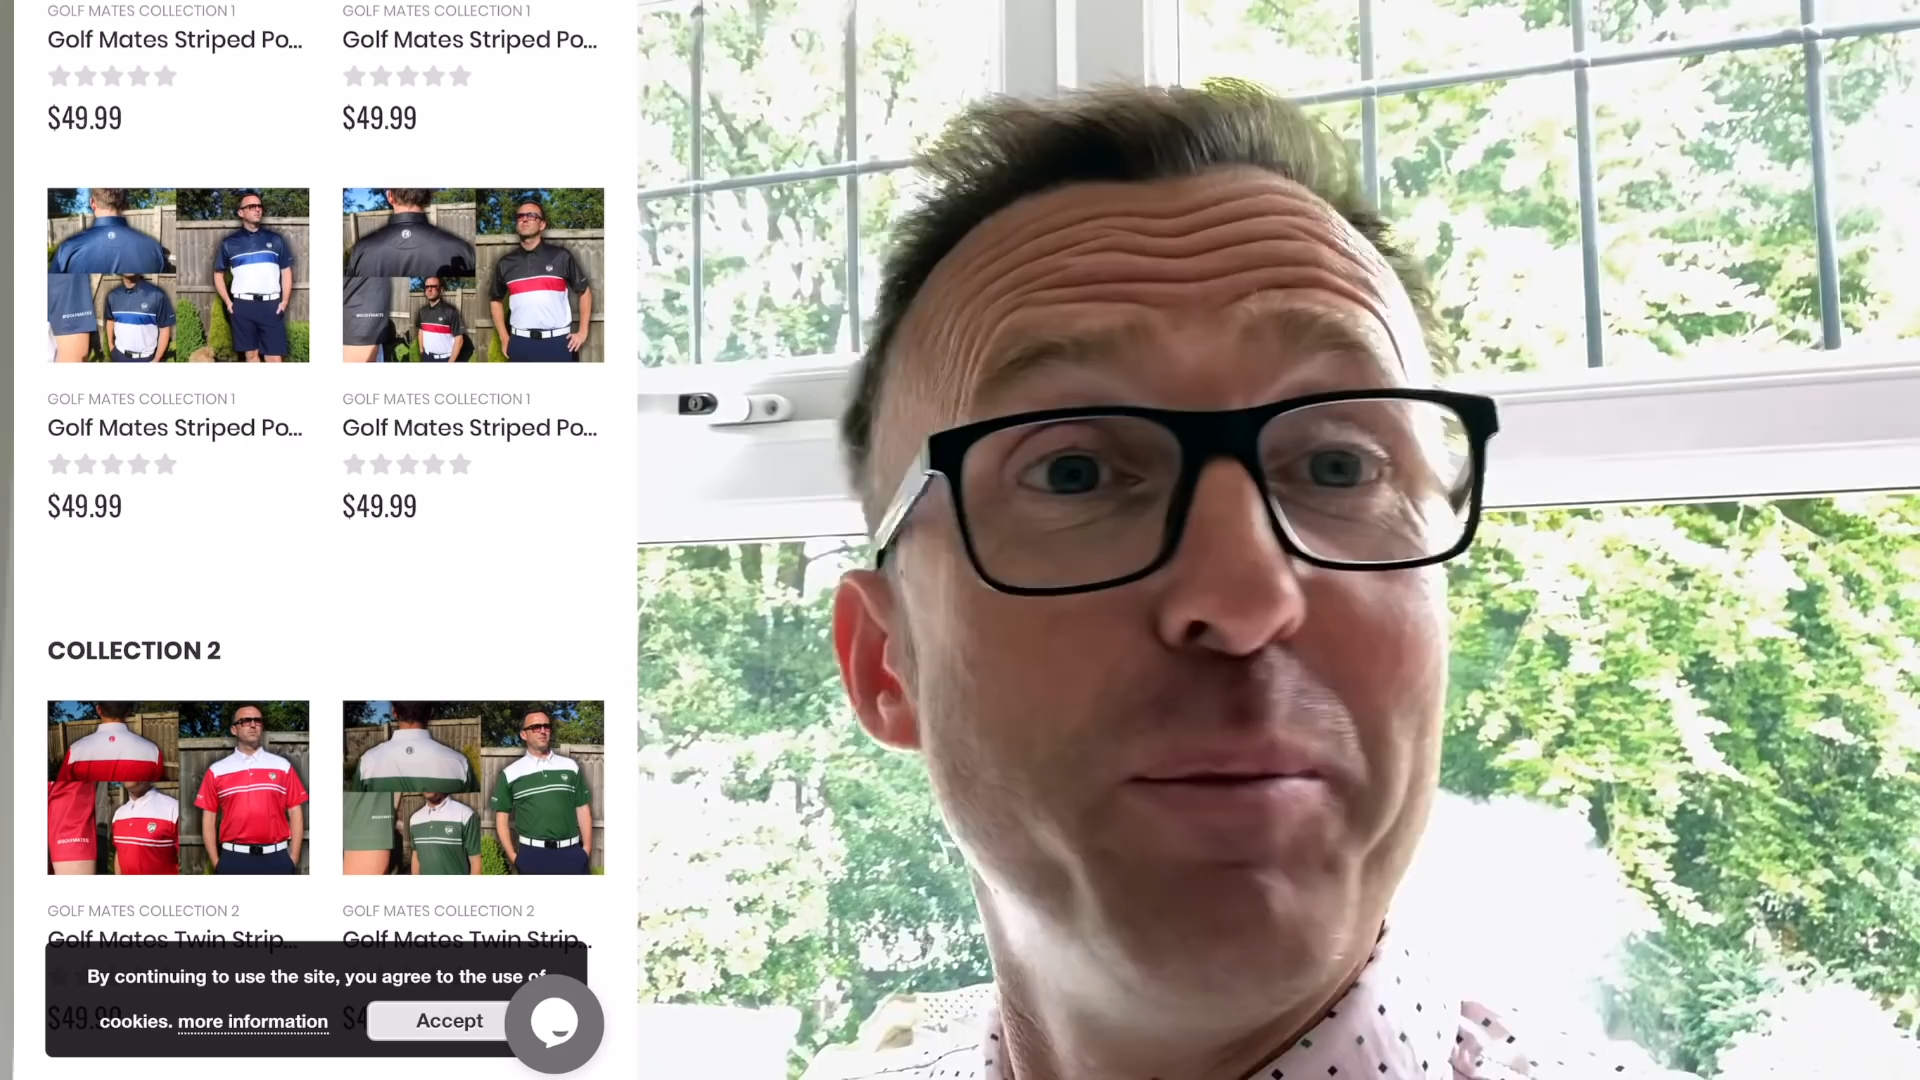 GOLF MATES COLLECTION 1
GOLF MATES COLLECTION 1
Golf Mates Striped Po...
Golf Mates Striped Po...
$49.99
$49.99
GOLF MATES COLLECTION 1
GOLF MATES COLLECTION 1
Golf Mates Striped Po...
Golf Mates Striped Po...
$49.99
$49.99
COLLECTION 2
GOLF MATES COLLECTION 2
GOLF MATES COLLECTION 2
Golf Mates Twin Strip...
Golf Mates Twin Strip...
By continuing to use the site, you agree to the use of
cookies. more information
Accept